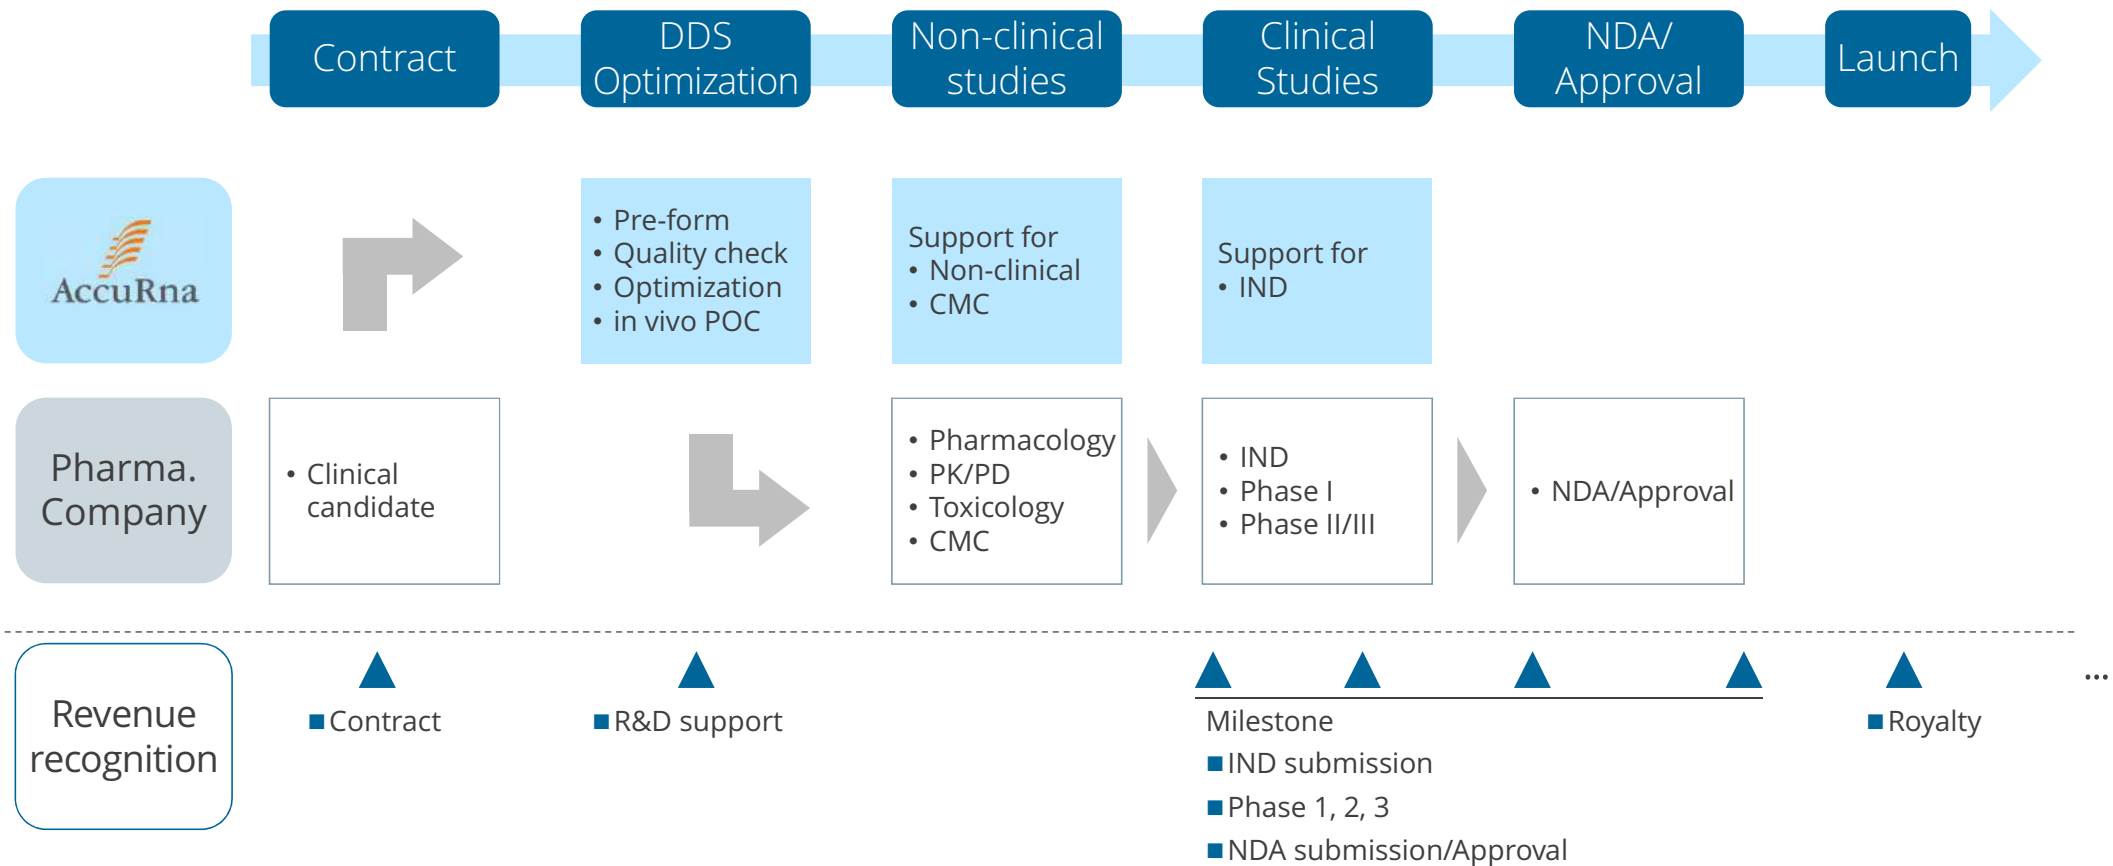 Contract
DDS
Optimization
Non-clinical
studies
Clinical
Studies
NDA/
Approval
Launch
AccuRna
• Pre-form
• Quality check
• Optimization
• in vivo POC
Support for
• Non-clinical
• CMC
Support for
• IND
Pharma.
Company
• Clinical
candidate
• Pharmacology
• PK/PD
• Toxicology
• CMC
• IND
• Phase I
• Phase II/III
• NDA/Approval
Revenue
recognition
■ Contract
■ R&D support
Milestone
■ IND submission
■ Phase 1, 2, 3
■ NDA submission/Approval
■ Royalty
...